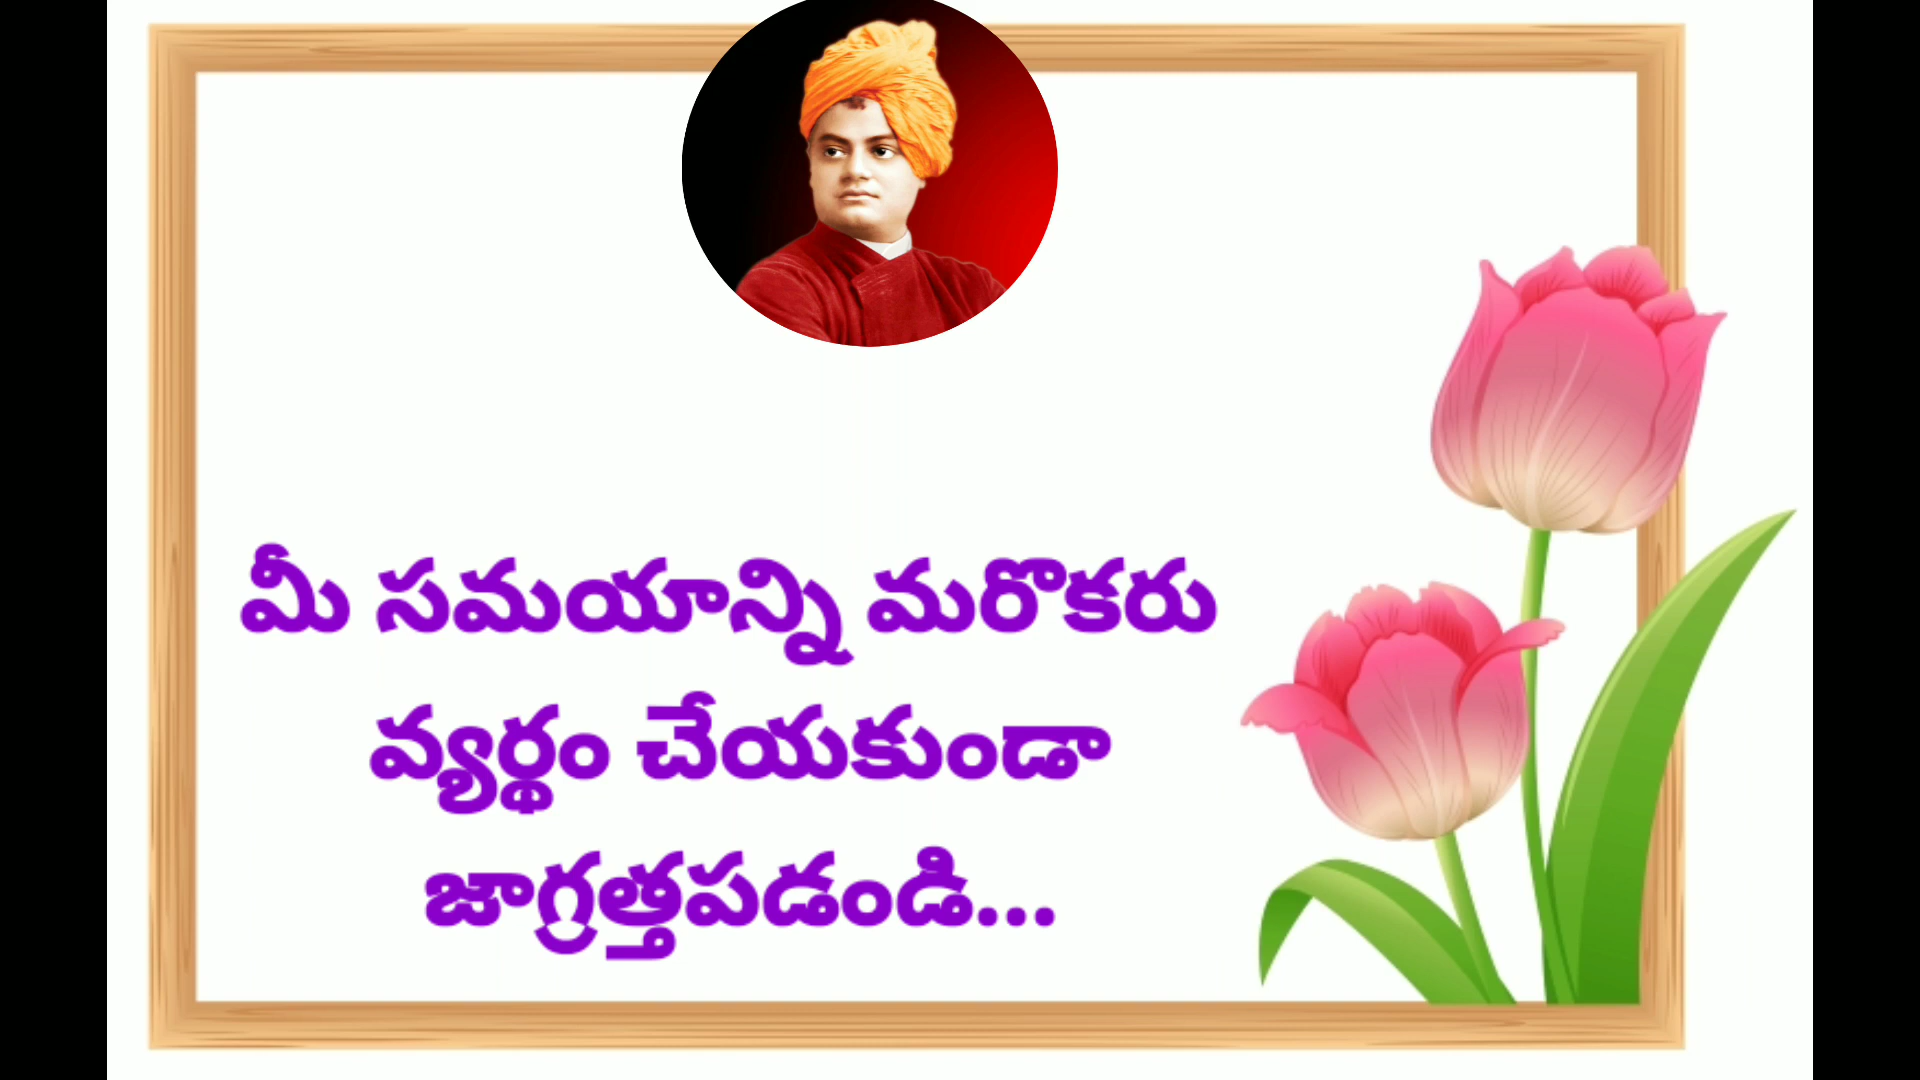 మీ సమయాన్ని మరొకరు
వ్యర్థం చేయకుండా
జాగ్రత్తపడండి...